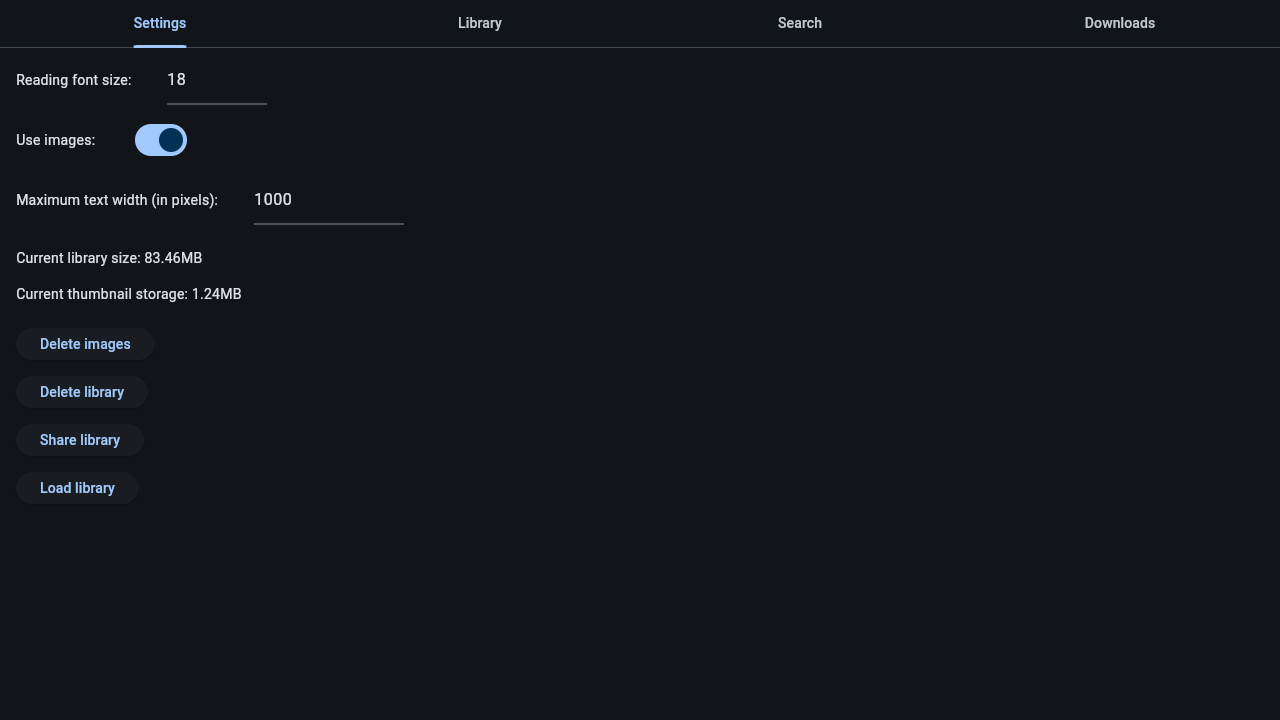 Settings Library Search Downloads
Reading font size: 18
Use images:
Maximum text width (in pixels): 1000
Current library size: 83.46MB
Current thumbnail storage: 1.24MB
Delete images
Delete library
Share library
Load library